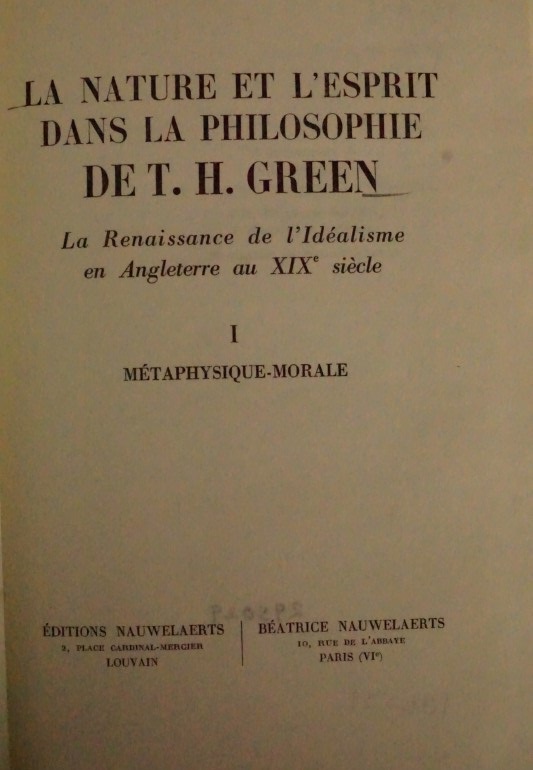 LA NATURE ET L'ESPRIT
DANS LA PHILOSOPHIE
DE T. H. GREEN
La Renaissance de l'Idéalisme
en Angleterre au XIXe siècle
I
MÉTAPHYSIQUE-MORALE
ÉDITIONS NAUWELAERTS
2, PLACE CARDINAL-MERCIER
LOUVAIN
BÉATRICE NAUWELAERTS
10, RUE DE L'ABBAYE
PARIS (VIe)